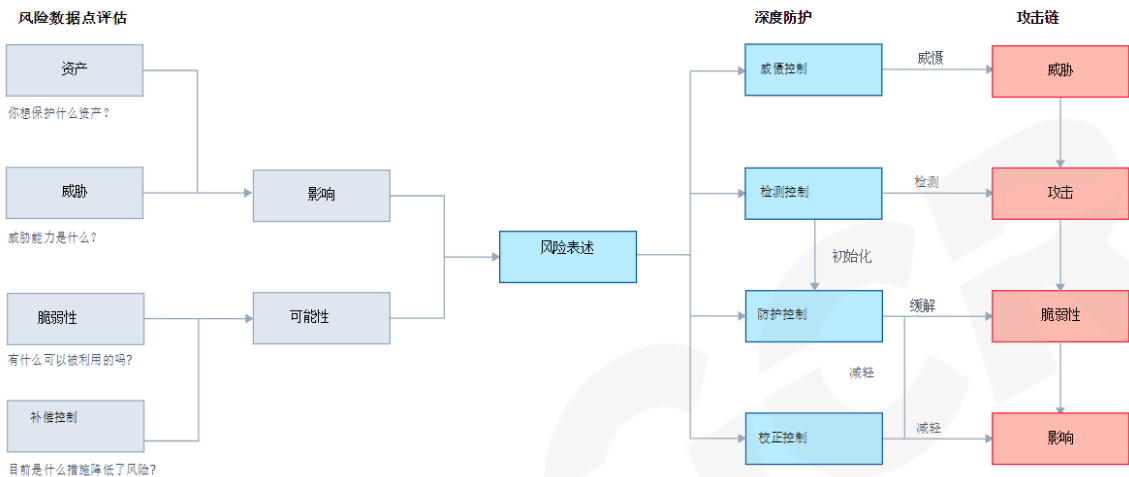 风险数据点评估
深度防护
攻击链
资产
你想保护什么资产？
威慑控制
威慑
威胁
威胁
威胁能力是什么？
影响
检测控制
检测
攻击
风险表述
初始化
脆弱性
有什么可以被利用的吗？
可能性
防护控制
缓解
脆弱性
减轻
补偿控制
目前是什么措施降低了风险？
校正控制
减轻
影响